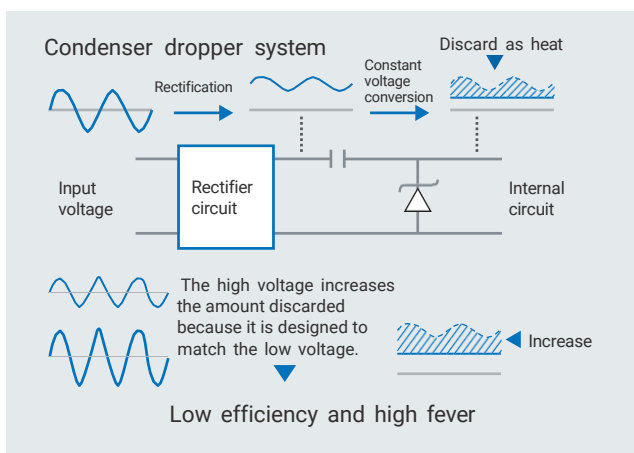 Condenser dropper system
Discard as heat
Rectification
Constant
voltage
conversion
Input
voltage
Rectifier
circuit
Internal
circuit
The high voltage increases
the amount discarded
because it is designed to
match the low voltage.
Increase
Low efficiency and high fever